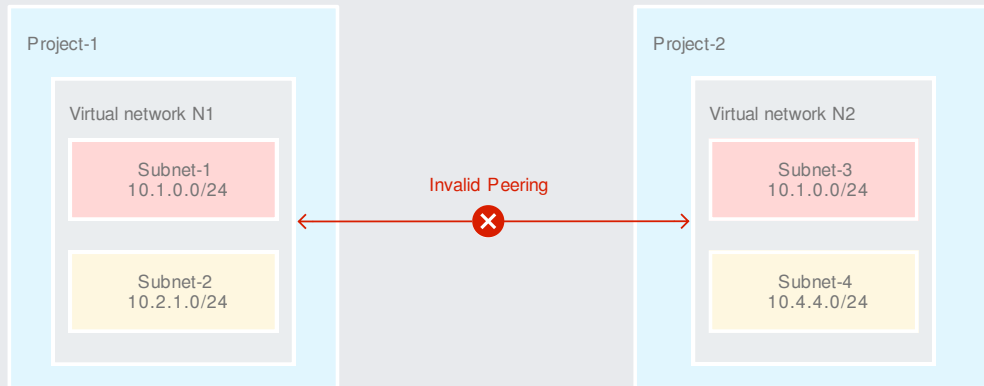 Project-1
Virtual network N1
Subnet-1
10.1.0.0/24
Subnet-2
10.2.1.0/24
Invalid Peering
Project-2
Virtual network N2
Subnet-3
10.1.0.0/24
Subnet-4
10.4.4.0/24